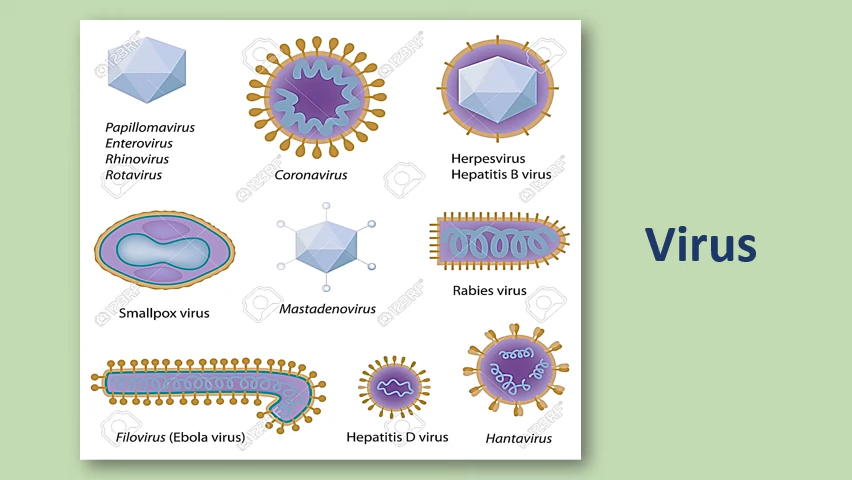 Papillomavirus
Enterovirus
Rhinovirus
Rotavirus
Coronavirus
Herpesvirus
Hepatitis B virus
Smallpox virus
Mastadenovirus
Rabies virus
Filovirus (Ebola virus)
Hepatitis D virus
Hantavirus
Virus
123RF